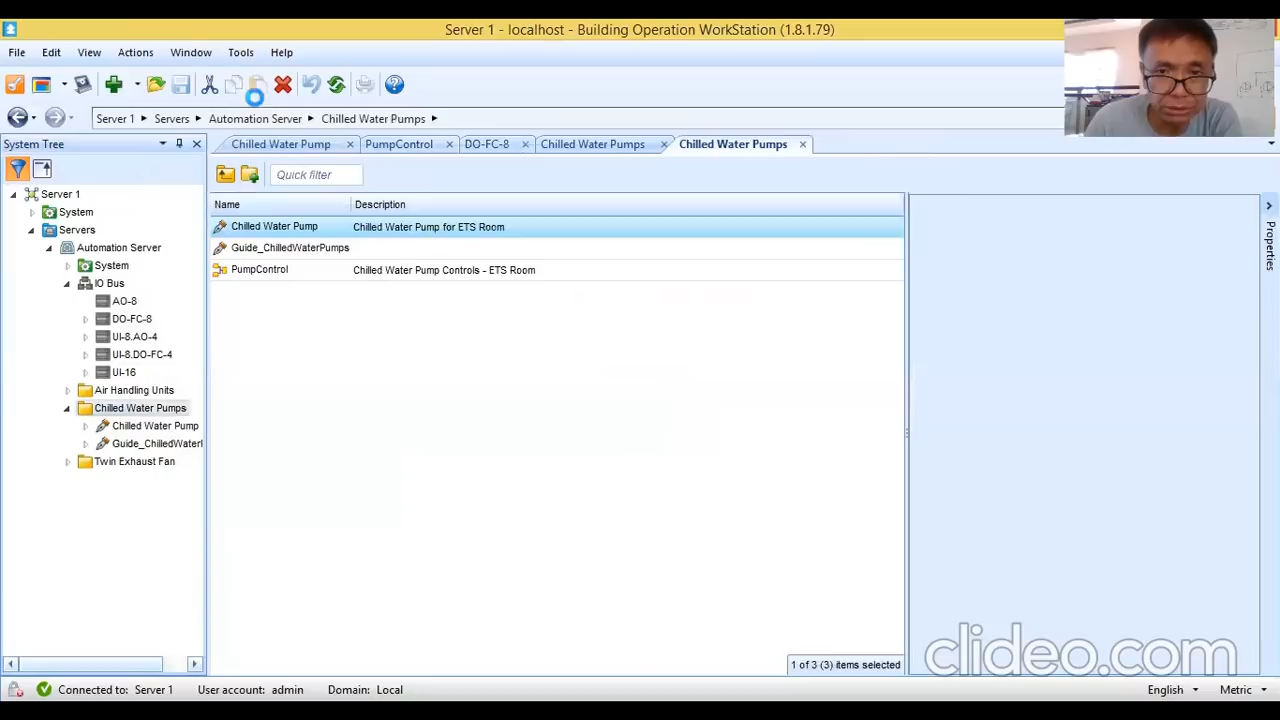 Server 1 - localhost - Building Operation WorkStation (1.8.1.79)
File Edit View Actions Window Tools Help
Server 1 Servers Automation Server Chilled Water Pumps
System Tree
Chilled Water Pump PumpControl DO-FC-8 Chilled Water Pumps Chilled Water Pumps
Quick filter
Server 1
System
Servers
Automation Server
System
IO Bus
AO-8
DO-FC-8
UI-8.AO-4
UI-8.DO-FC-4
UI-16
Air Handling Units
Chilled Water Pumps
Chilled Water Pump
Guide_ChilledWaterI
Twin Exhaust Fan
Name Description
Chilled Water Pump Chilled Water Pump for ETS Room
Guide_ChilledWaterPumps
PumpControl Chilled Water Pump Controls - ETS Room
Properties
1 of 3 (3) items selected
clideo.com
Connected to: Server 1 User account: admin Domain: Local English Metric